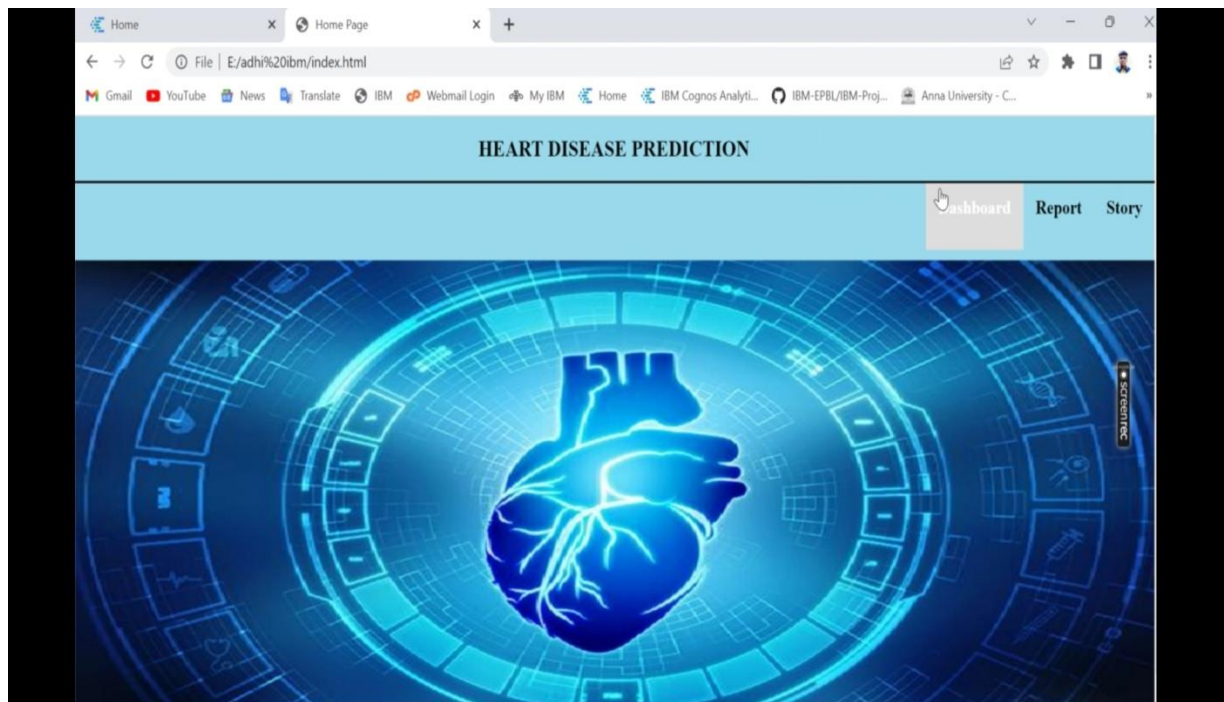 Home
Home Page
File
E:/adhi%20ibm/index.html
Gmail
YouTube
News
Translate
IBM
Webmail Login
My IBM
Home
IBM Cognos Analyti...
IBM-EPBL/IBM-Proj...
Anna University - C...
HEART DISEASE PREDICTION
Dashboard
Report
Story
screenrec